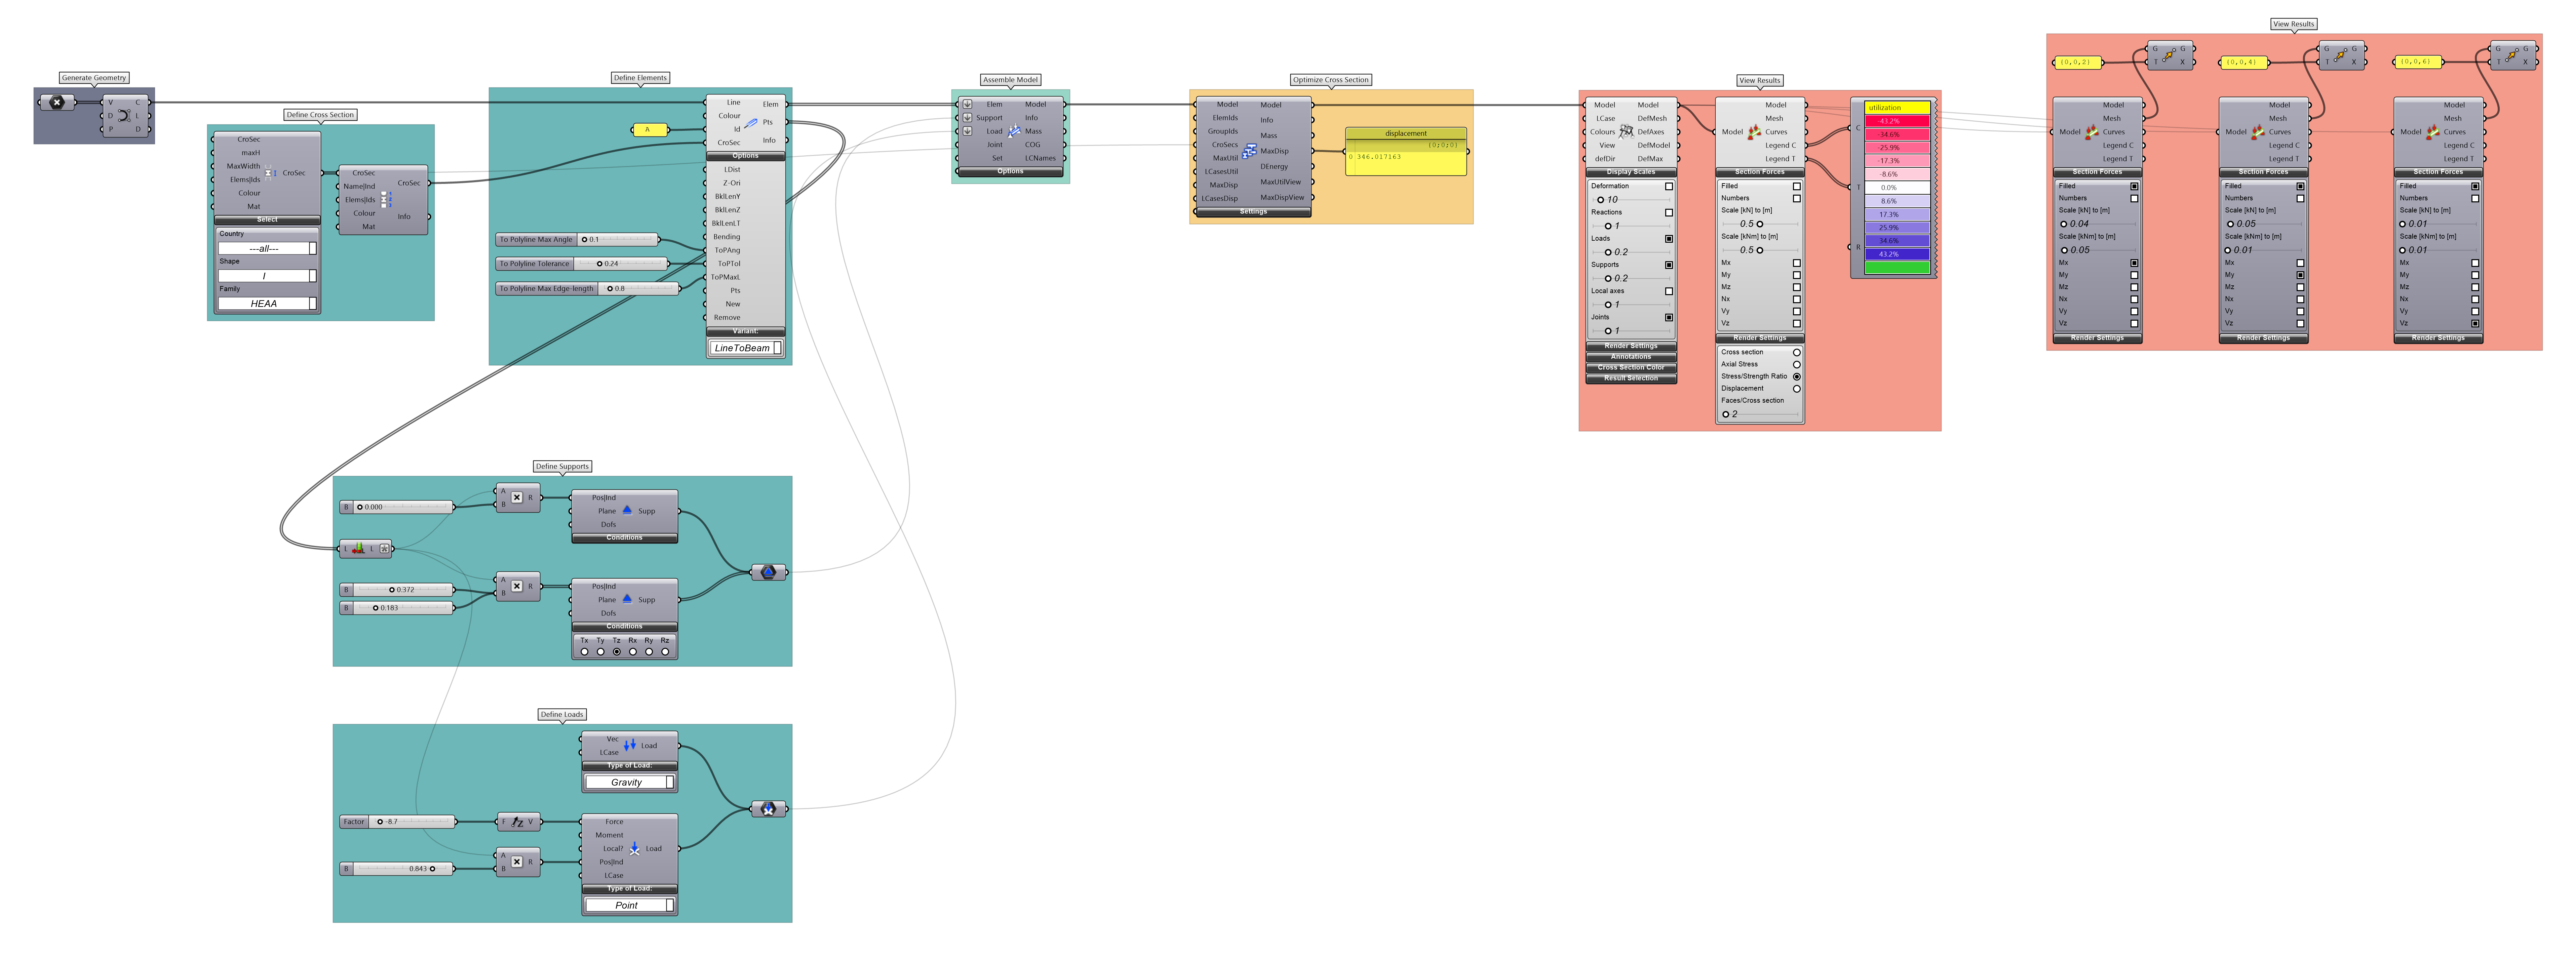 Generate Geometry
V C
D L
P D
Define Cross Section
CroSec
maxH
MaxWidth
Elems|Ids CroSec
Colour
Mat
Select
Country
---all---
Shape
I
Family
HEAA
CroSec
Name|Ind CroSec
Elems|Ids
Colour Info
Mat
Define Elements
A
To Polyline Max Angle 0.1
To Polyline Tolerance 0.24
To Polyline Max Edge-length 0.8
Line Elem
Colour
Id Pts
CroSec Info
Options
LDist
Z-Ori
BklLenY
BklLenZ
BklLenLT
Bending
ToPAng
ToPTol
ToPMaxL
Pts
New
Remove
Variant:
LineToBeam
Assemble Model
Elem Model
Support Info
Load Mass
Joint COG
Set LCNames
Options
Optimize Cross Section
Model Model
ElemIds Info
GroupIds Mass
CroSecs MaxDisp
MaxUtil DEnergy
LCasesUtil MaxUtilView
MaxDisp MaxDispView
LCasesDisp
Settings
displacement
{0;0;0}
0 346.017163
View Results
Model Model
LCase DefMesh
Colours DefAxes
View DefModel
defDir DefMax
Display Scales
Deformation
10
Reactions
1
Loads
0.2
Supports
0.2
Local axes
1
Joints
1
Render Settings
Annotations
Cross Section Color
Result Selection
Model
Mesh
Model Curves
Legend C
Legend T
Section Forces
Filled
Numbers
Scale [kN] to [m]
0.5
Scale [kNm] to [m]
0.5
Mx
My
Mz
Nx
Vy
Vz
Render Settings
Cross section
Axial Stress
Stress/Strength Ratio
Displacement
Faces/Cross section
2
C
T
R
utilization
-43.2%
-34.6%
-25.9%
-17.3%
-8.6%
0.0%
8.6%
17.3%
25.9%
34.6%
43.2%
View Results
{0,0,2}
G G
T X
Model
Mesh
Model Curves
Legend C
Legend T
Section Forces
Filled
Numbers
Scale [kN] to [m]
0.04
Scale [kNm] to [m]
0.05
Mx
My
Mz
Nx
Vy
Vz
Render Settings
{0,0,4}
G G
T X
Model
Mesh
Model Curves
Legend C
Legend T
Section Forces
Filled
Numbers
Scale [kN] to [m]
0.05
Scale [kNm] to [m]
0.01
Mx
My
Mz
Nx
Vy
Vz
Render Settings
{0,0,6}
G G
T X
Model
Mesh
Model Curves
Legend C
Legend T
Section Forces
Filled
Numbers
Scale [kN] to [m]
0.01
Scale [kNm] to [m]
0.01
Mx
My
Mz
Nx
Vy
Vz
Render Settings
Define Supports
B 0.000
A R
B
Pos|Ind
Plane Supp
Dofs
Conditions
L L
B 0.372
B 0.183
A R
B
Pos|Ind
Plane Supp
Dofs
Conditions
Tx Ty Tz Rx Ry Rz
Define Loads
Vec Load
LCase
Type of Load:
Gravity
Factor -8.7
F V
B 0.843
A R
B
Force
Moment
Local? Load
Pos|Ind
LCase
Type of Load:
Point